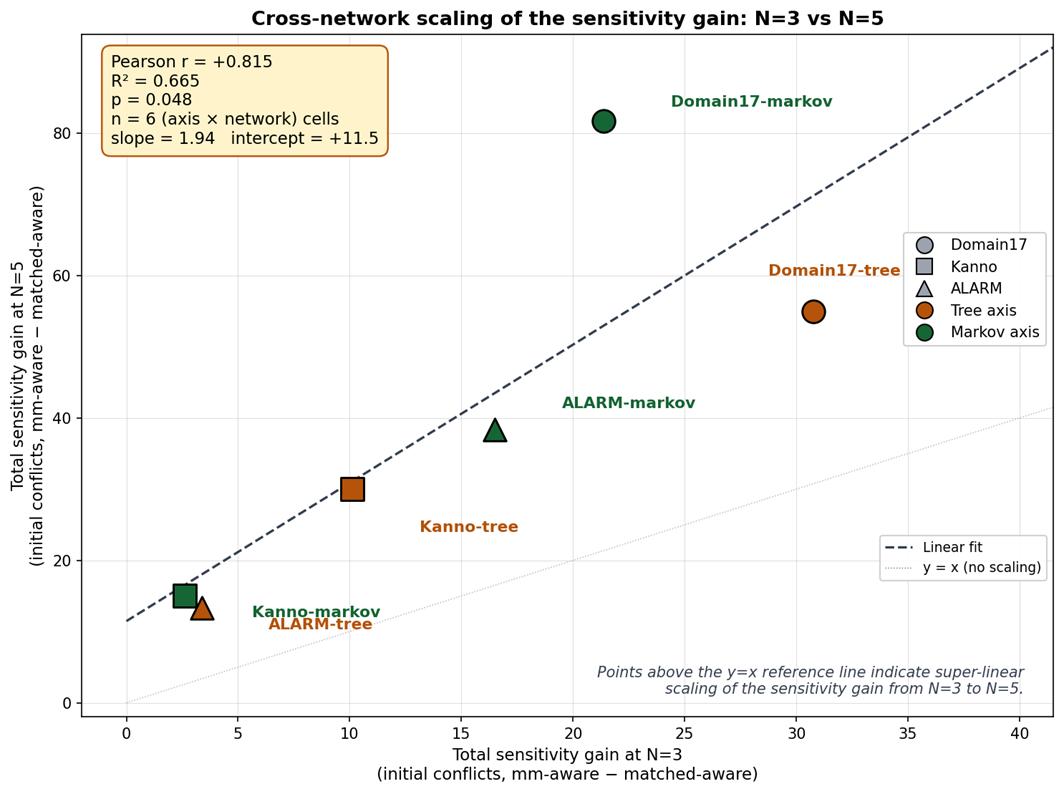 Cross-network scaling of the sensitivity gain: N=3 vs N=5
Pearson r = +0.815
R² = 0.665
p = 0.048
n = 6 (axis × network) cells
slope = 1.94   intercept = +11.5
Domain17-markov
Domain17-tree
ALARM-markov
Kanno-tree
Kanno-markov
ALARM-tree
Domain17
Kanno
ALARM
Tree axis
Markov axis
Linear fit
y = x (no scaling)
Points above the y=x reference line indicate super-linear
scaling of the sensitivity gain from N=3 to N=5.
Total sensitivity gain at N=5
(initial conflicts, mm-aware − matched-aware)
80
60
40
20
0
0 5 10 15 20 25 30 35 40
Total sensitivity gain at N=3
(initial conflicts, mm-aware − matched-aware)